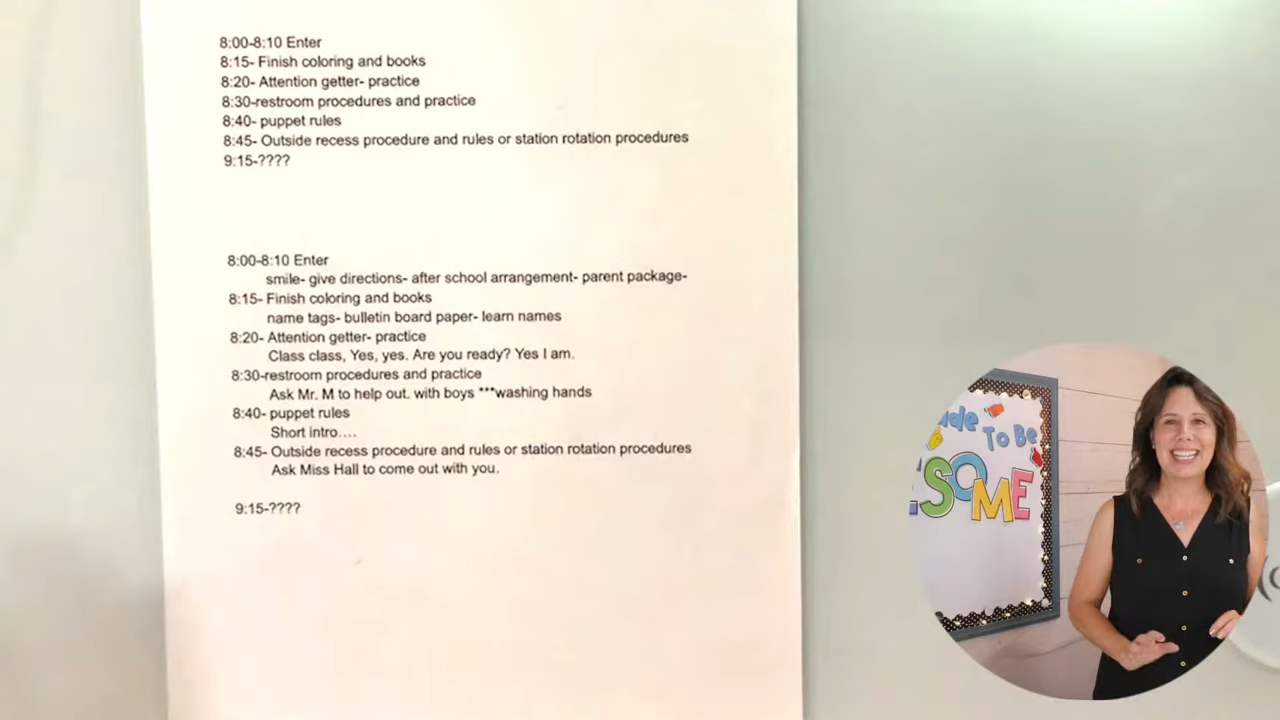 8:00-8:10 Enter
8:15- Finish coloring and books
8:20- Attention getter- practice
8:30-restroom procedures and practice
8:40- puppet rules
8:45- Outside recess procedure and rules or station rotation procedures
9:15-????
8:00-8:10 Enter
smile- give directions- after school arrangement- parent package-
8:15- Finish coloring and books
name tags- bulletin board paper- learn names
8:20- Attention getter- practice
Class class, Yes, yes. Are you ready? Yes I am.
8:30-restroom procedures and practice
Ask Mr. M to help out. with boys ***washing hands
8:40- puppet rules
Short intro....
8:45- Outside recess procedure and rules or station rotation procedures
Ask Miss Hall to come out with you.
9:15-????
To Be
SOME